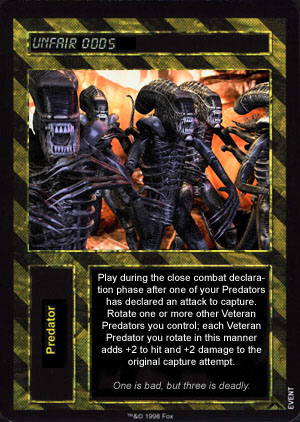 UNFAIR ODDS
Play during the close combat declara-
tion phase after one of your Predators
has declared an attack to capture.
Rotate one or more other Veteran
Predators you control; each Veteran
Predator you rotate in this manner
adds +2 to hit and +2 damage to the
original capture attempt.
One is bad, but three is deadly.
Predator
EVENT
™&© 1998 Fox